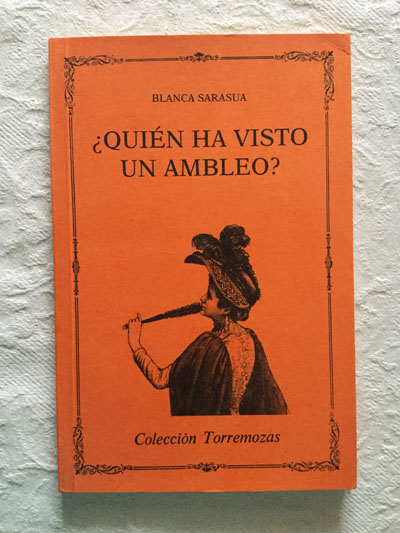 BLANCA SARASUA
¿QUIÉN HA VISTO
UN AMBLEO?
Colección Torremozas